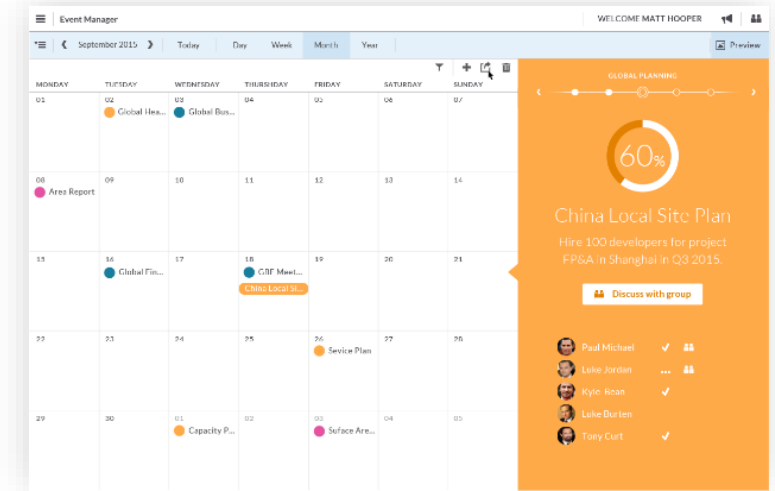 Event Manager
WELCOME MATT HOOPER
September 2015
Today
Day
Week
Month
Year
Preview
MONDAY TUESDAY WEDNESDAY THUSRHDAY FRIDAY SATURDAY SUNDAY
01 02 03 04 05 06 07
Global Hea... Global Bus...
08 09 10 11 12 13 14
Area Report
15 16 17 18 19 20 21
Global Fin... GBF Meet...
China Local Si...
22 23 24 25 26 27 28
Sevice Plan
29 30 01 02 03 04 05
Capacity P... Suface Are...
GLOBAL PLANNING
60%
China Local Site Plan
Hire 100 developers for project
FP&A in Shanghai in Q3 2015.
Discuss with group
Paul Michael
Luke Jordan ...
Kyle Bean
Luke Burten
Tony Curt